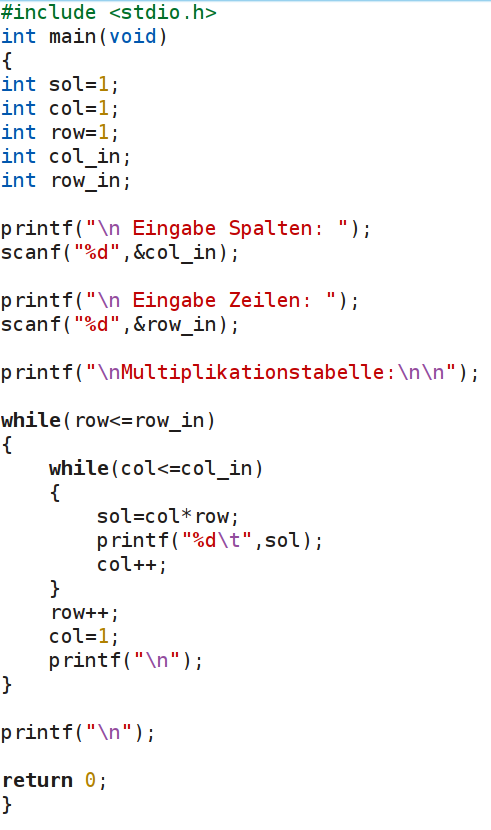 #include <stdio.h>
int main(void)
{
int sol=1;
int col=1;
int row=1;
int col_in;
int row_in;

printf("\n Eingabe Spalten: ");
scanf("%d",&col_in);

printf("\n Eingabe Zeilen: ");
scanf("%d",&row_in);

printf("\nMultiplikationstabelle:\n\n");

while(row<=row_in)
{
    while(col<=col_in)
    {
        sol=col*row;
        printf("%d\t",sol);
        col++;
    }
    row++;
    col=1;
    printf("\n");
}

printf("\n");

return 0;
}